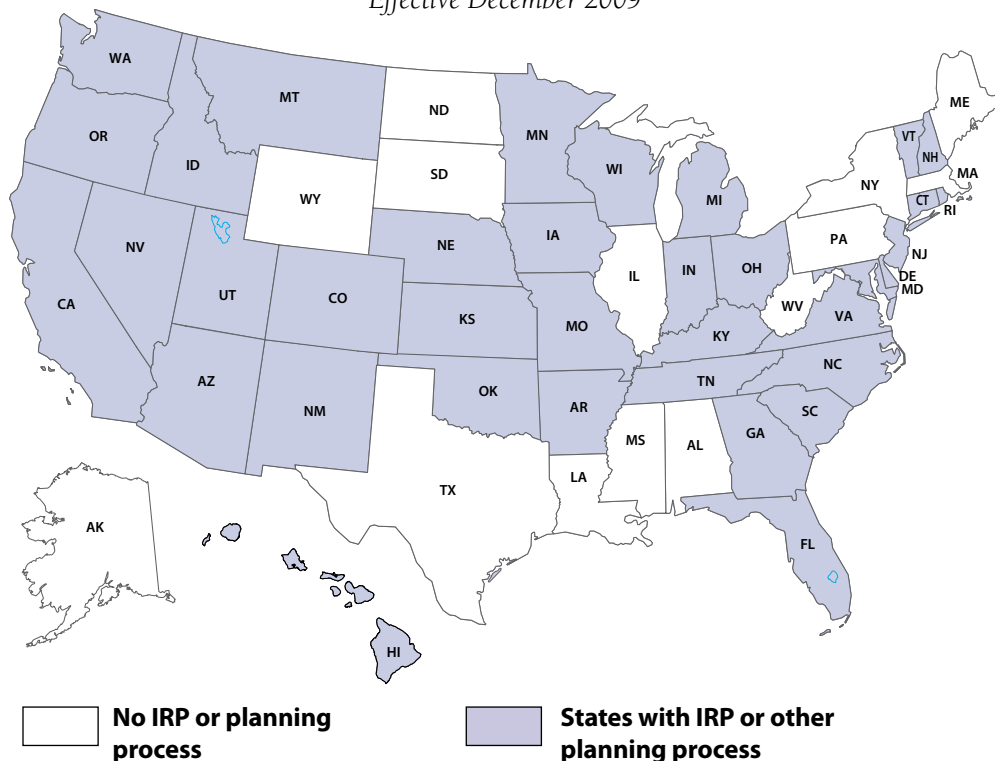 Effective December 2009
WA
MT
ND
ME
OR
MN
VT
ID
SD
WI
NH
MA
NY
WY
MI
CT
RI
IA
PA
NE
NV
NJ
IL
IN
OH
DE
UT
CO
MD
CA
WV
VA
KS
MO
KY
NC
AZ
TN
OK
NM
AR
SC
GA
MS
AL
LA
TX
AK
FL
HI
No IRP or planning
process
States with IRP or other
planning process